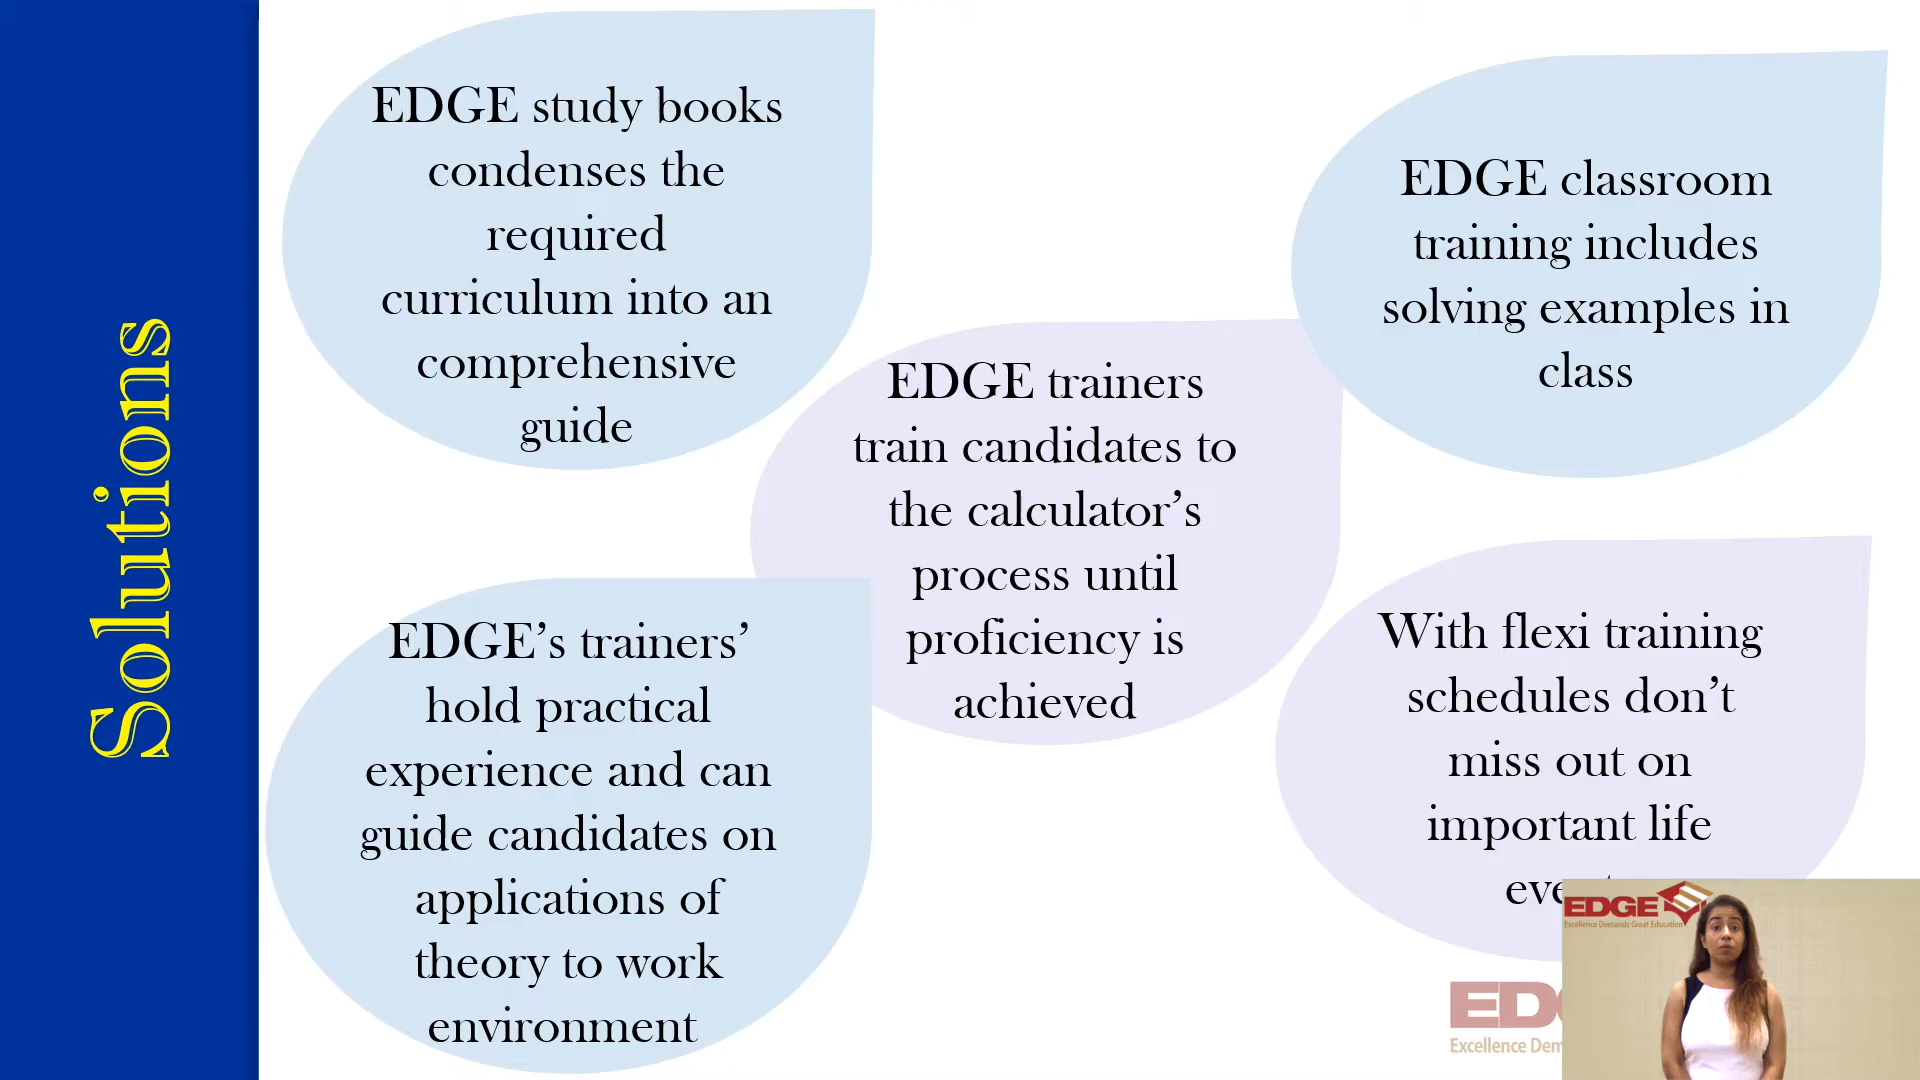 Solutions
EDGE study books
condenses the
required
curriculum into an
comprehensive
guide
EDGE classroom
training includes
solving examples in
class
EDGE trainers
train candidates to
the calculator’s
process until
proficiency is
achieved
EDGE’s trainers’
hold practical
experience and can
guide candidates on
applications of
theory to work
environment
With flexi training
schedules don’t
miss out on
important life
EDGE
Excellence Demands Great Education
Excellence